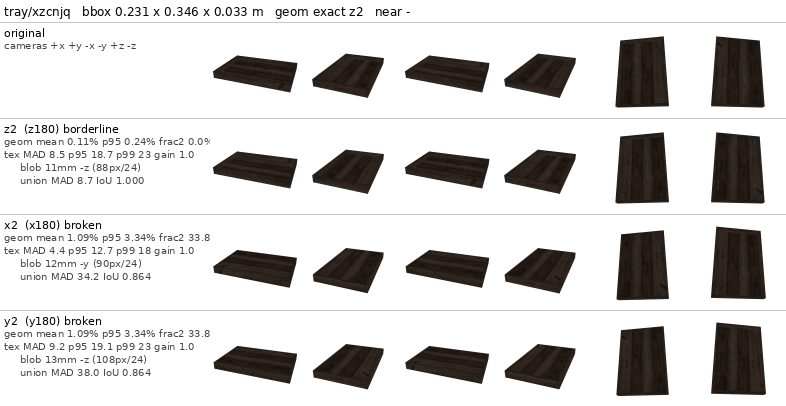 tray/xzcnjq bbox 0.231 x 0.346 x 0.033 m geom exact z2 near -
original
cameras +x +y -x -y +z -z
z2 (z180) borderline
geom mean 0.11% p95 0.24% frac2 0.0%
tex MAD 8.5 p95 18.7 p99 23 gain 1.0
blob 11mm -z (88px/24)
union MAD 8.7 IoU 1.000
x2 (x180) broken
geom mean 1.09% p95 3.34% frac2 33.8
tex MAD 4.4 p95 12.7 p99 18 gain 1.0
blob 12mm -y (90px/24)
union MAD 34.2 IoU 0.864
y2 (y180) broken
geom mean 1.09% p95 3.34% frac2 33.8
tex MAD 9.2 p95 19.1 p99 23 gain 1.0
blob 13mm -z (108px/24)
union MAD 38.0 IoU 0.864